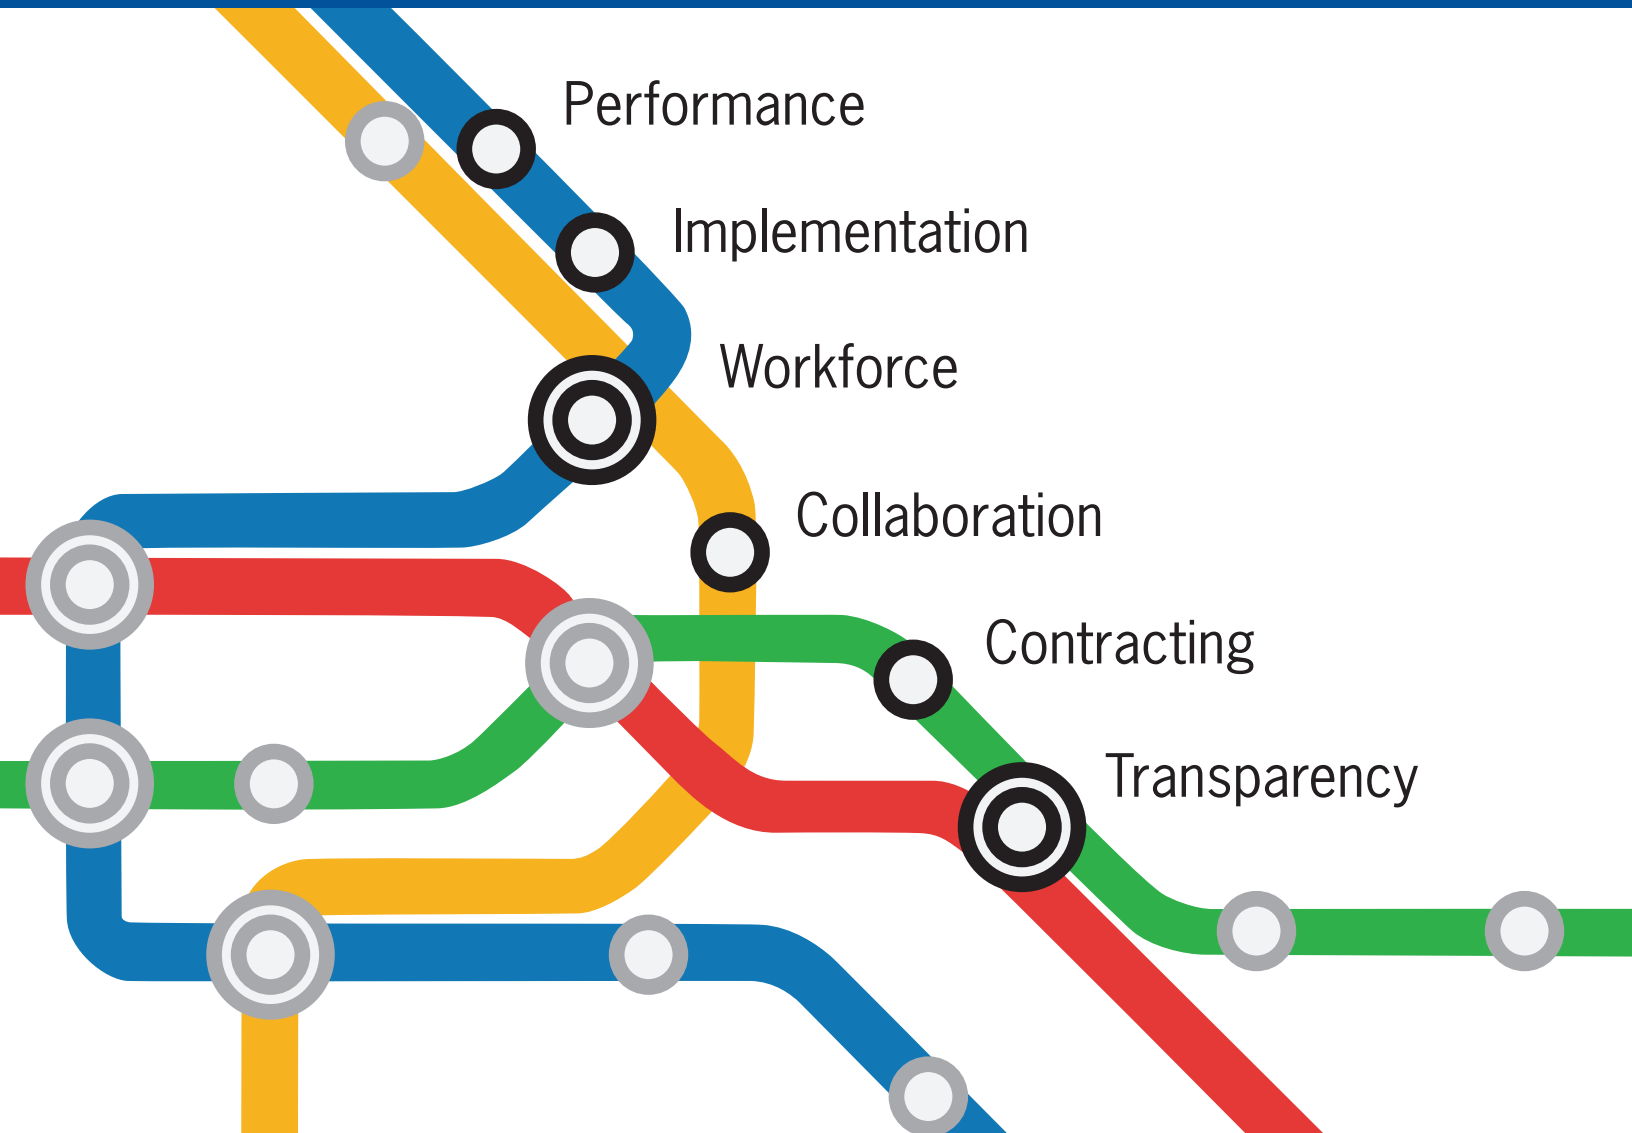 Performance
Implementation
Workforce
Collaboration
Contracting
Transparency